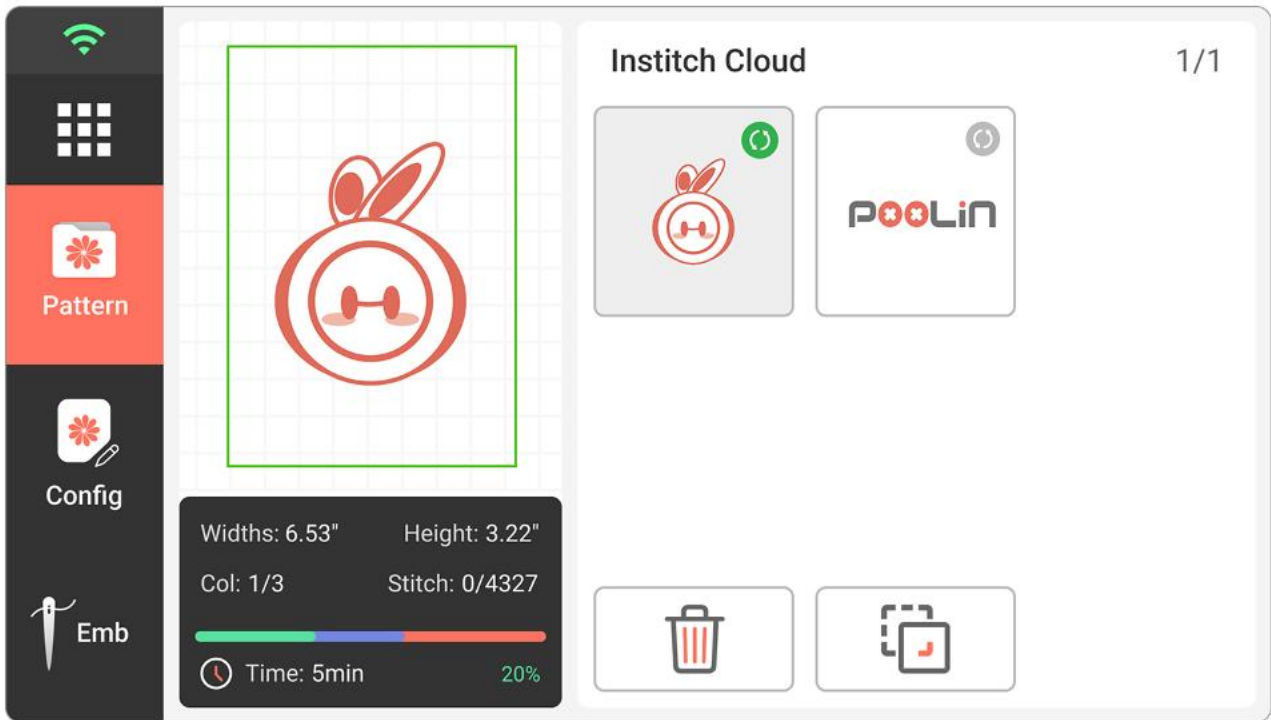 Pattern
Config
Emb
Widths: 6.53" Height: 3.22"
Col: 1/3 Stitch: 0/4327
Time: 5min 20%
Institch Cloud 1/1
POOLiN